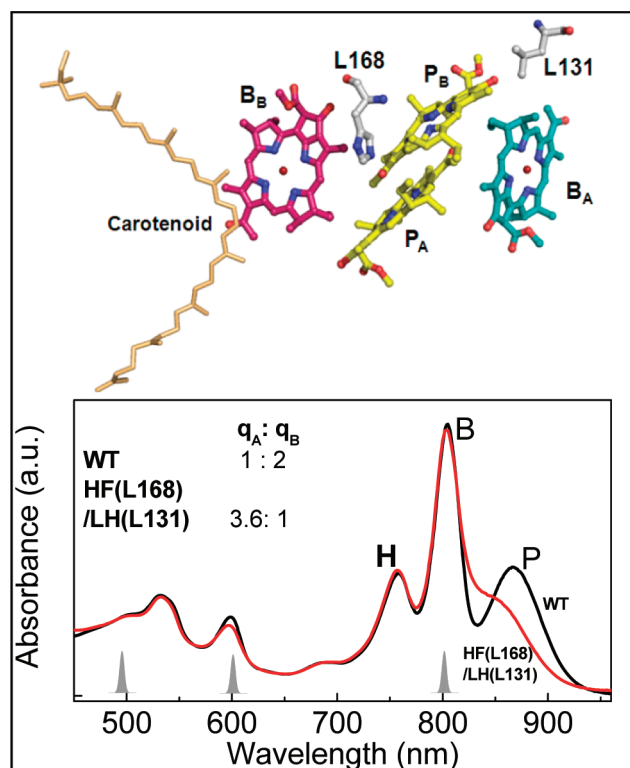 L168
P_B
L131
B_B
B_A
Carotenoid
P_A
q_A: q_B
WT 1 : 2
HF(L168)
/LH(L131) 3.6: 1
B
H
P
WT
HF(L168)
/LH(L131)
Absorbance (a.u.)
500 600 700 800 900
Wavelength (nm)